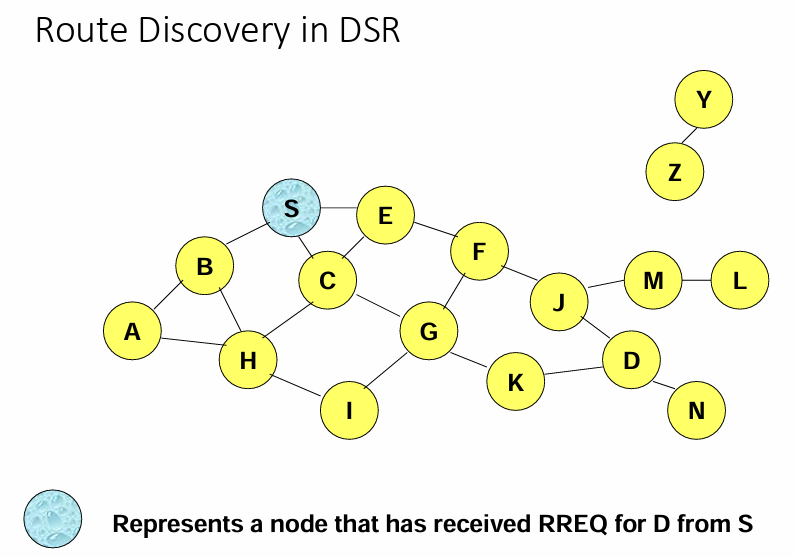 Route Discovery in DSR
Y
Z
S
E
F
B
C
M
L
J
A
G
H
D
K
I
N
Represents a node that has received RREQ for D from S